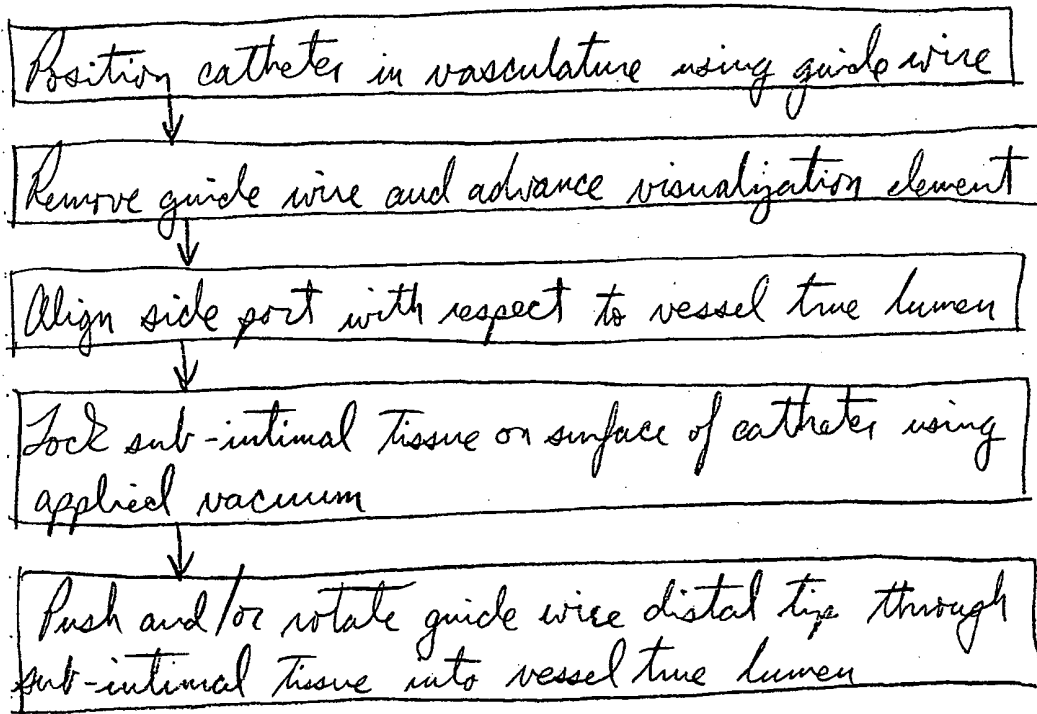 Position catheter in vasculature using guide wire
Remove guide wire and advance visualization element
Align side port with respect to vessel true lumen
Lock sub-intimal tissue on surface of catheter using
applied vacuum
Push and/or rotate guide wire distal tip through
sub-intimal tissue into vessel true lumen